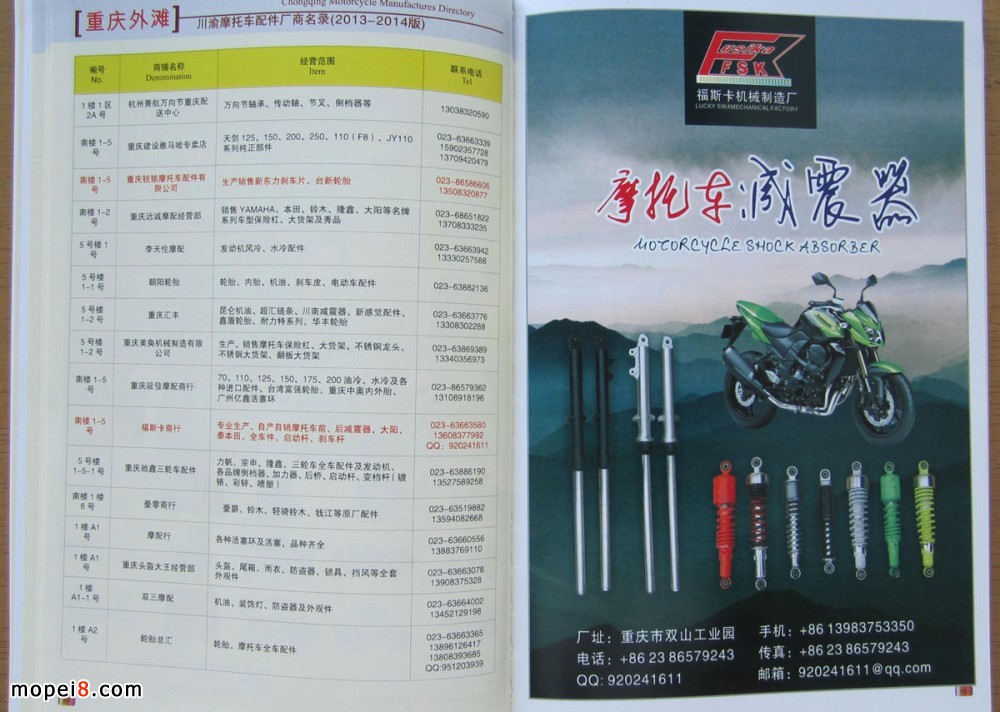 Chongqing Motorcycle Manufactures Directory
[重庆外滩]
川渝摩托车配件厂商名录(2013-2014版)
编号 商铺名称 经营范围 联系电话
No. Denomination Item Tel
1楼1区 杭州萧航万向节重庆配 万向节轴承、传动轴、节叉、倒档器等 13038320590
2A号 送中心
南楼1-5 重庆建设雅马哈专卖店 天剑125、150、200、250、110(F8)、JY110 023-63663339
号 系列纯正部件 15902357728
13709420479
南楼1-5 重庆锐锻摩托车配件有 生产销售新东力刹车片、台新轮胎 023-86586606
号 限公司 13508320877
南楼1-2 重庆远诚摩配经营部 销售YAMAHA、本田、铃木、隆鑫、大阳等名牌 023-68651822
号 系列车型保险杠、大货架及秀品 13708333235
5号楼1 李天伦摩配 发动机风冷、水冷配件 023-63663942
号 13330257588
5号楼 朝阳轮胎 轮胎、内胎、机油、刹车皮、电动车配件 023-63882136
1-1号
5号楼 重庆汇丰 昆仑机油、超汇链条、川南减震器、新感觉配件、 023-63663776
1-2号 鑫盾轮胎、耐力特系列、华丰轮胎 13308302288
5号楼 重庆美奂机械制造有限 生产、销售摩托车保险杠、大货架、不锈钢龙头、 023-63869389
1-2号 公司 不锈钢大货架、翻板大货架 13340356973
南楼1-5 重庆诞發摩配商行 70、110、125、150、175、200油冷、水冷及各 023-86579362
号 种进口配件、台湾富强轮胎、重庆中奥内外胎、 13108918196
广州亿鑫活塞环
南楼1-5 福斯卡商行 专业生产、自产自销摩托车前、后减震器,大阳、 023-63663580
号 泰本田、全车件、启动杆、刹车杆 13608377992
QQ:920241611
5号楼 重庆驰鑫三轮车配件 力帆、宗申、隆鑫、三轮车全车配件及发动机、 023-63886190
1-5-1号 各品牌倒档器、加力器、后桥、启动杆、变档杆(镀 13527589258
铬、彩锌、喷塑)
南楼1楼 豪零商行 豪爵、铃木、轻骑铃木、钱江等原厂配件 023-63519882
6号 13594082668
1楼A1 摩配行 各种活塞环及活塞、品种齐全 023-63660556
号 13883769110
1楼A1 重庆头盔大王经营部 头盔、尾箱、雨衣、防盗器、锁具、挡风等全套 023-63663078
号 外观件 13908375328
1楼 双三摩配 机油、装饰灯、防盗器及外观件 023-63664002
A1-1号 13452129198
1楼A2 轮胎总汇 轮胎、摩托车全车配件 023-63663365
号 13896126417
13808393685
QQ:951203939
Fusika
FSK
福斯卡机械制造厂
LUCKY SIKAMECHANICAL FACTORY
摩托车减震器
MOTORCYCLE SHOCK ABSORBER
厂址:重庆市双山工业园 手机:+86 13983753350
电话:+86 23 86579243 传真:+86 23 86579243
QQ: 920241611 邮箱:920241611@qq.com
mopei8.com